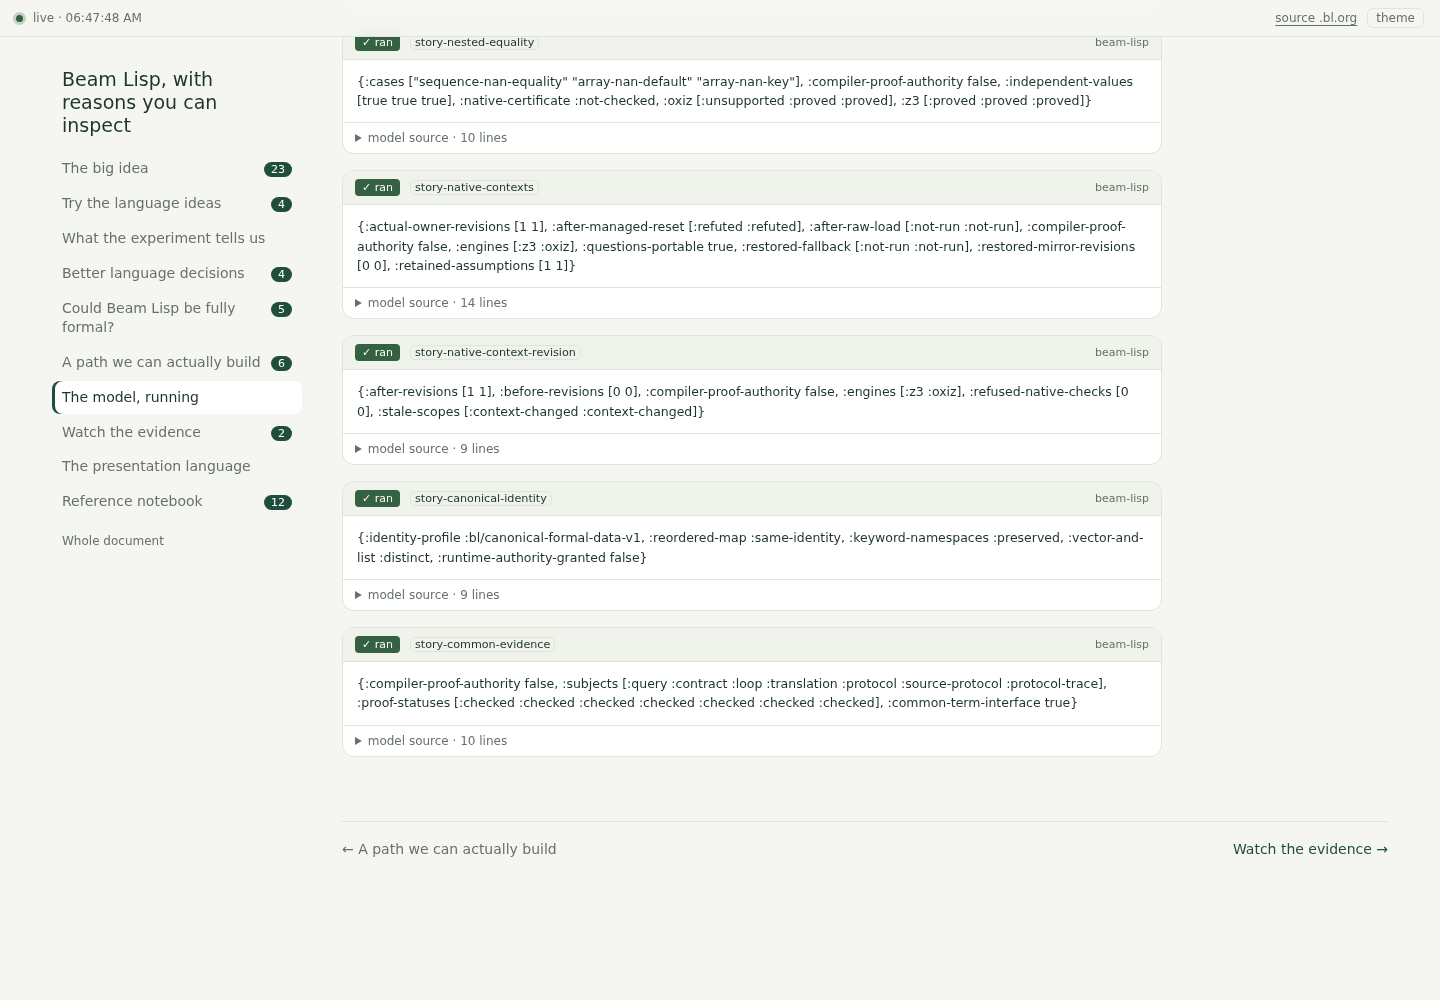 live · 06:47:48 AM
source .bl.org
theme
Beam Lisp, with
reasons you can
inspect
The big idea
23
Try the language ideas
4
What the experiment tells us
Better language decisions
4
Could Beam Lisp be fully
formal?
5
A path we can actually build
6
The model, running
Watch the evidence
2
The presentation language
Reference notebook
12
Whole document
✓ ran
story-nested-equality
beam-lisp
{:cases ["sequence-nan-equality" "array-nan-default" "array-nan-key"], :compiler-proof-authority false, :independent-values
[true true true], :native-certificate :not-checked, :oxiz [:unsupported :proved :proved], :z3 [:proved :proved :proved]}
▶ model source · 10 lines
✓ ran
story-native-contexts
beam-lisp
{:actual-owner-revisions [1 1], :after-managed-reset [:refuted :refuted], :after-raw-load [:not-run :not-run], :compiler-proof-
authority false, :engines [:z3 :oxiz], :questions-portable true, :restored-fallback [:not-run :not-run], :restored-mirror-revisions
[0 0], :retained-assumptions [1 1]}
▶ model source · 14 lines
✓ ran
story-native-context-revision
beam-lisp
{:after-revisions [1 1], :before-revisions [0 0], :compiler-proof-authority false, :engines [:z3 :oxiz], :refused-native-checks [0
0], :stale-scopes [:context-changed :context-changed]}
▶ model source · 9 lines
✓ ran
story-canonical-identity
beam-lisp
{:identity-profile :bl/canonical-formal-data-v1, :reordered-map :same-identity, :keyword-namespaces :preserved, :vector-and-
list :distinct, :runtime-authority-granted false}
▶ model source · 9 lines
✓ ran
story-common-evidence
beam-lisp
{:compiler-proof-authority false, :subjects [:query :contract :loop :translation :protocol :source-protocol :protocol-trace],
:proof-statuses [:checked :checked :checked :checked :checked :checked :checked], :common-term-interface true}
▶ model source · 10 lines
← A path we can actually build
Watch the evidence →